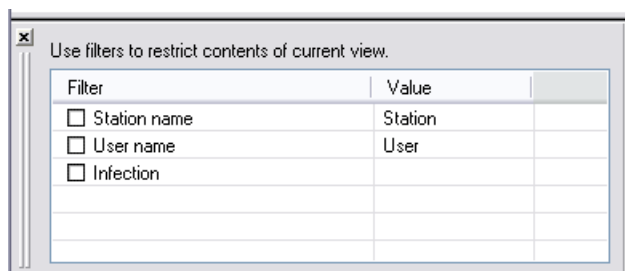 Use filters to restrict contents of current view.
Filter Value
Station name Station
User name User
Infection